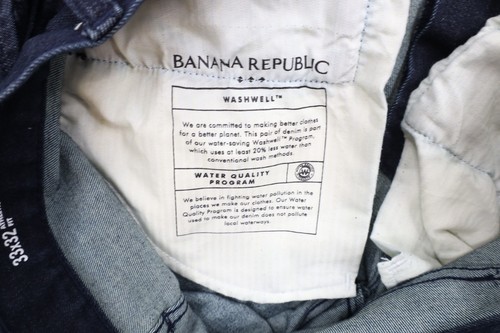 BANANA REPUBLIC
WASHWELL™
We are committed to making better clothes
for a better planet. This pair of denim is part
of our water-saving Washwell™ Program,
which uses at least 20% less water than
conventional wash methods.
WATER QUALITY
PROGRAM
We believe in fighting water pollution in the
places we make our clothes. Our Water
Quality Program is designed to ensure water
used to make our denim does not pollute
local waterways.
33x32